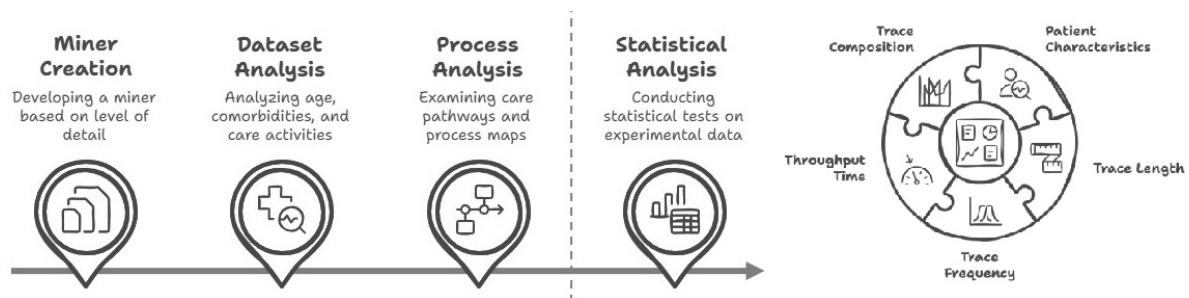 Miner
Creation
Developing a miner
based on level of
detail
Dataset
Analysis
Analyzing age,
comorbidities, and
care activities
Process
Analysis
Examining care
pathways and
process maps
Statistical
Analysis
Conducting
statistical tests on
experimental data
Trace
Composition
Patient
Characteristics
Throughput
Time
Trace Length
Trace
Frequency